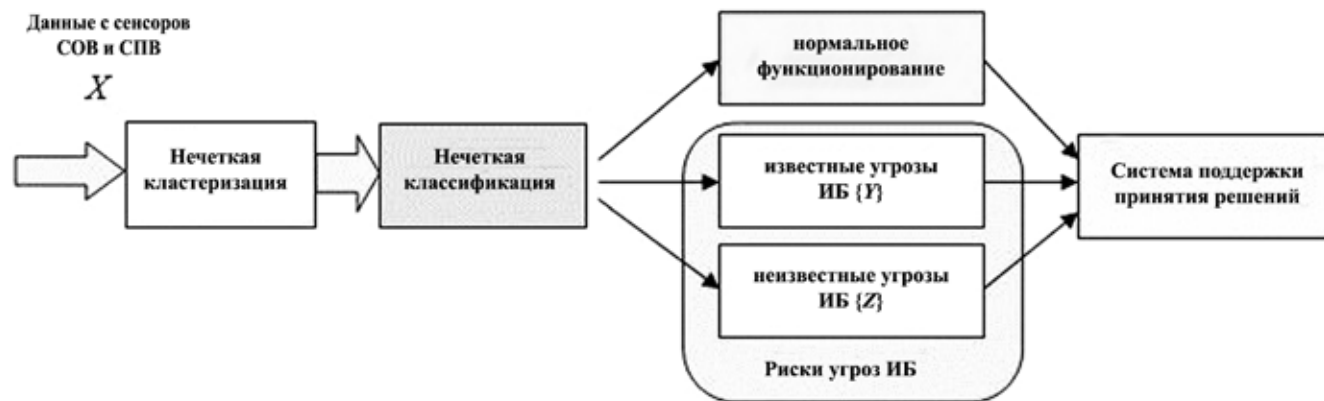 Данные с сенсоров
СОВ и СПВ
X
Нечеткая
кластеризация
Нечеткая
классификация
нормальное
функционирование
известные угрозы
ИБ {Y}
неизвестные угрозы
ИБ {Z}
Риски угроз ИБ
Система поддержки
принятия решений